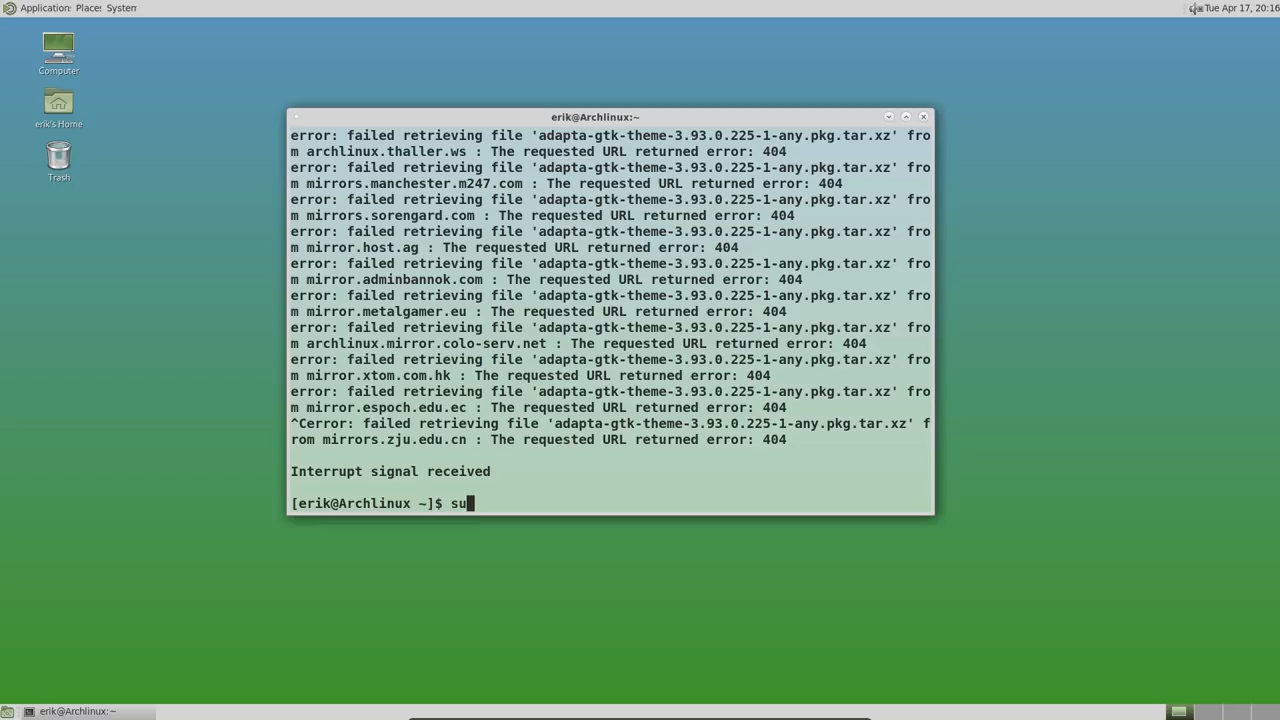 Application: Places System
Tue Apr 17, 20:16
Computer
erik's Home
Trash
erik@Archlinux:~
error: failed retrieving file 'adapta-gtk-theme-3.93.0.225-1-any.pkg.tar.xz' fro
m archlinux.thaller.ws : The requested URL returned error: 404
error: failed retrieving file 'adapta-gtk-theme-3.93.0.225-1-any.pkg.tar.xz' fro
m mirrors.manchester.m247.com : The requested URL returned error: 404
error: failed retrieving file 'adapta-gtk-theme-3.93.0.225-1-any.pkg.tar.xz' fro
m mirrors.sorengard.com : The requested URL returned error: 404
error: failed retrieving file 'adapta-gtk-theme-3.93.0.225-1-any.pkg.tar.xz' fro
m mirror.host.ag : The requested URL returned error: 404
error: failed retrieving file 'adapta-gtk-theme-3.93.0.225-1-any.pkg.tar.xz' fro
m mirror.adminbannok.com : The requested URL returned error: 404
error: failed retrieving file 'adapta-gtk-theme-3.93.0.225-1-any.pkg.tar.xz' fro
m mirror.metalgamer.eu : The requested URL returned error: 404
error: failed retrieving file 'adapta-gtk-theme-3.93.0.225-1-any.pkg.tar.xz' fro
m archlinux.mirror.colo-serv.net : The requested URL returned error: 404
error: failed retrieving file 'adapta-gtk-theme-3.93.0.225-1-any.pkg.tar.xz' fro
m mirror.xtom.com.hk : The requested URL returned error: 404
error: failed retrieving file 'adapta-gtk-theme-3.93.0.225-1-any.pkg.tar.xz' fro
m mirror.espoch.edu.ec : The requested URL returned error: 404
^Cerror: failed retrieving file 'adapta-gtk-theme-3.93.0.225-1-any.pkg.tar.xz' f
rom mirrors.zju.edu.cn : The requested URL returned error: 404
Interrupt signal received
[erik@Archlinux ~]$ su
erik@Archlinux:~